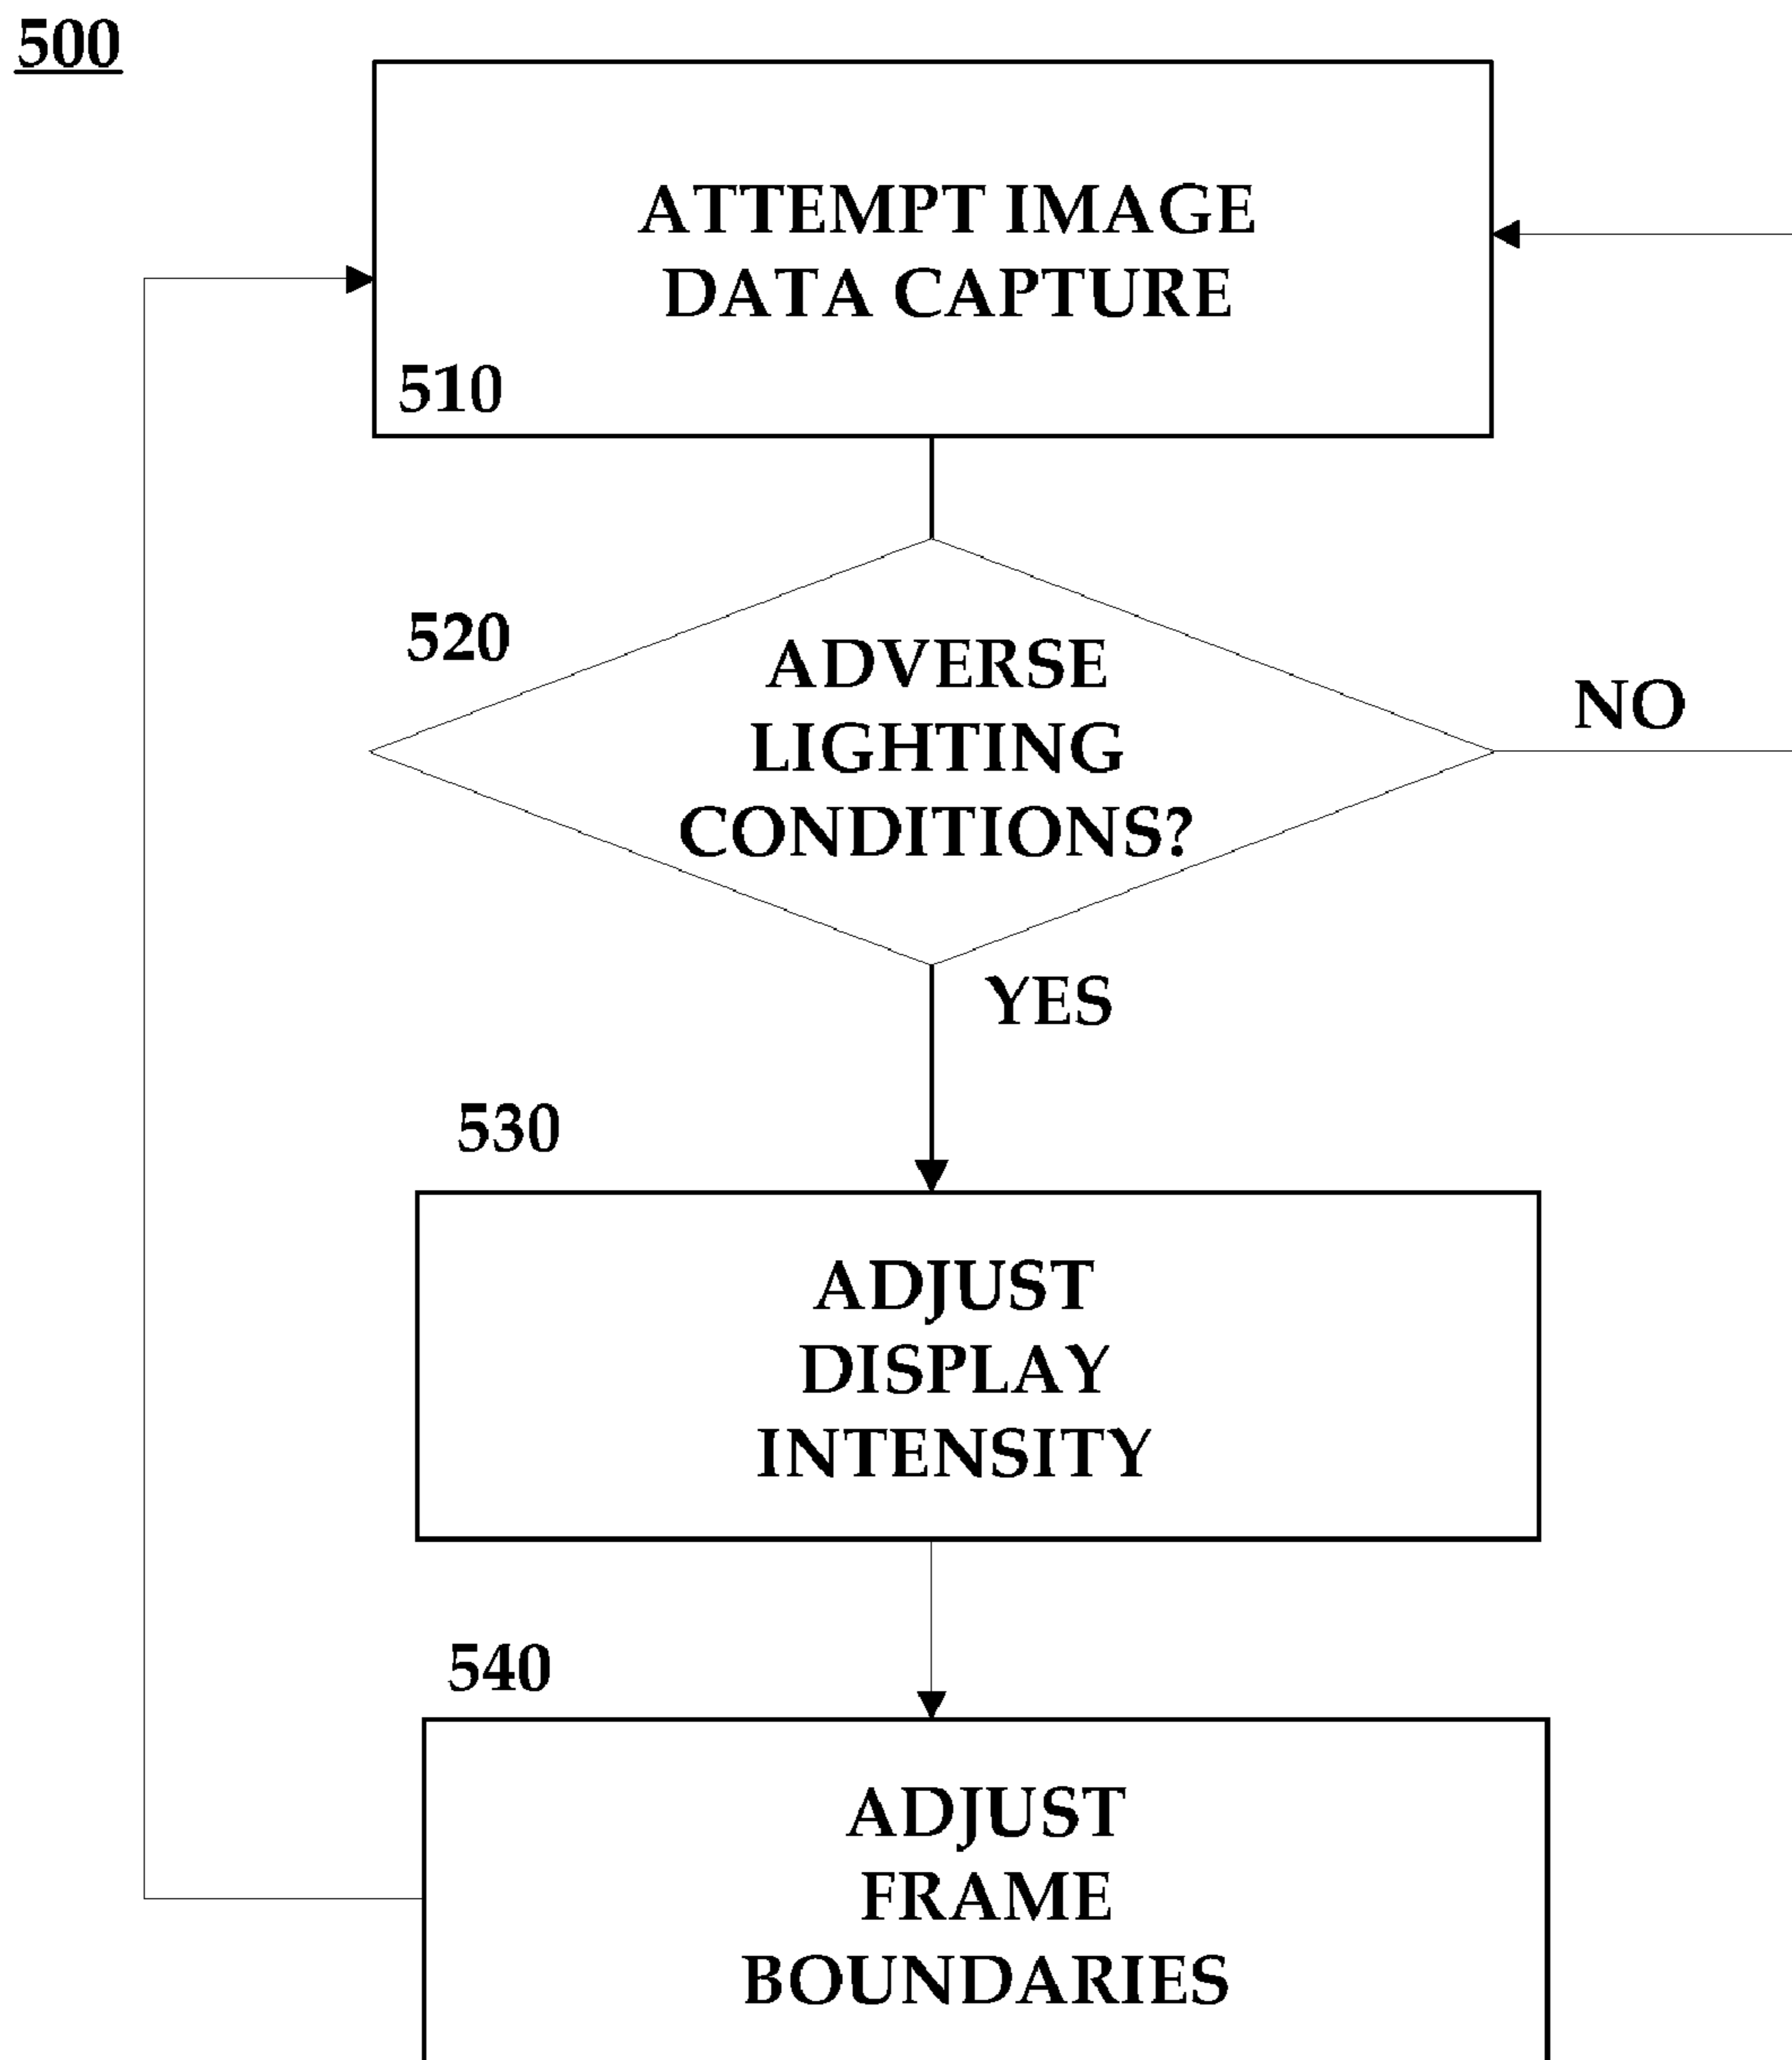 500
ATTEMPT IMAGE
DATA CAPTURE
510
520
ADVERSE
LIGHTING
CONDITIONS?
NO
YES
530
ADJUST
DISPLAY
INTENSITY
540
ADJUST
FRAME
BOUNDARIES